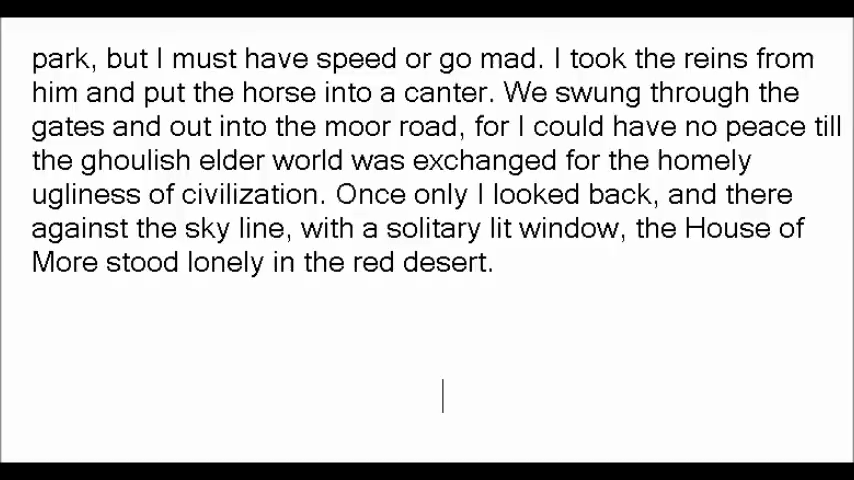 park, but I must have speed or go mad. I took the reins from
him and put the horse into a canter. We swung through the
gates and out into the moor road, for I could have no peace till
the ghoulish elder world was exchanged for the homely
ugliness of civilization. Once only I looked back, and there
against the sky line, with a solitary lit window, the House of
More stood lonely in the red desert.